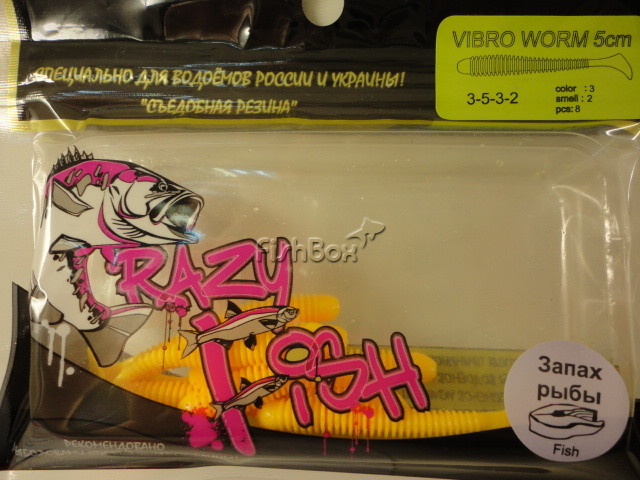 VIBRO WORM 5cm
СПЕЦИАЛЬНО ДЛЯ ВОДОЁМОВ РОССИИ И УКРАИНЫ!
"СЪЕДОБНАЯ РЕЗИНА"
3-5-3-2
color : 3
smell : 2
pcs: 8
FishBox
CRAZY
FISH
Запах
рыбы
Fish
РЕКОМЕНДОВАНО